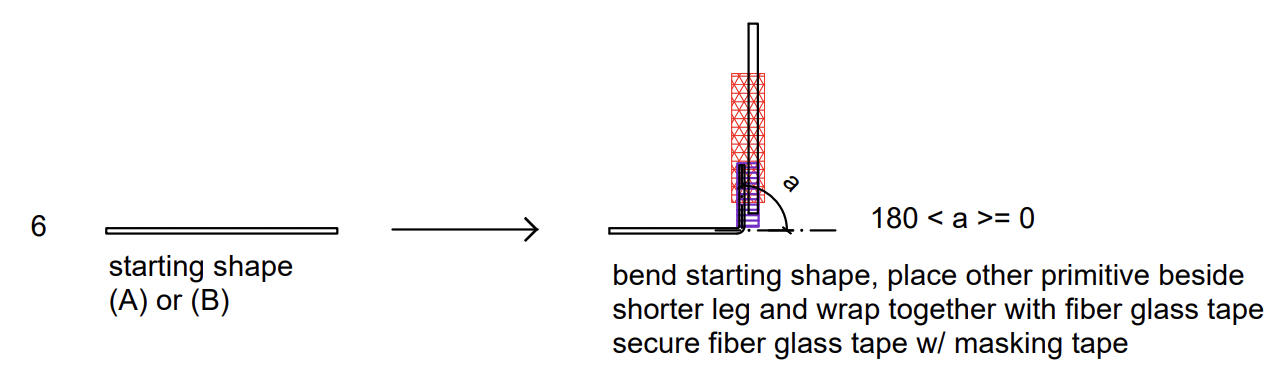 6
starting shape
(A) or (B)
a
180 < a >= 0
bend starting shape, place other primitive beside
shorter leg and wrap together with fiber glass tape
secure fiber glass tape w/ masking tape